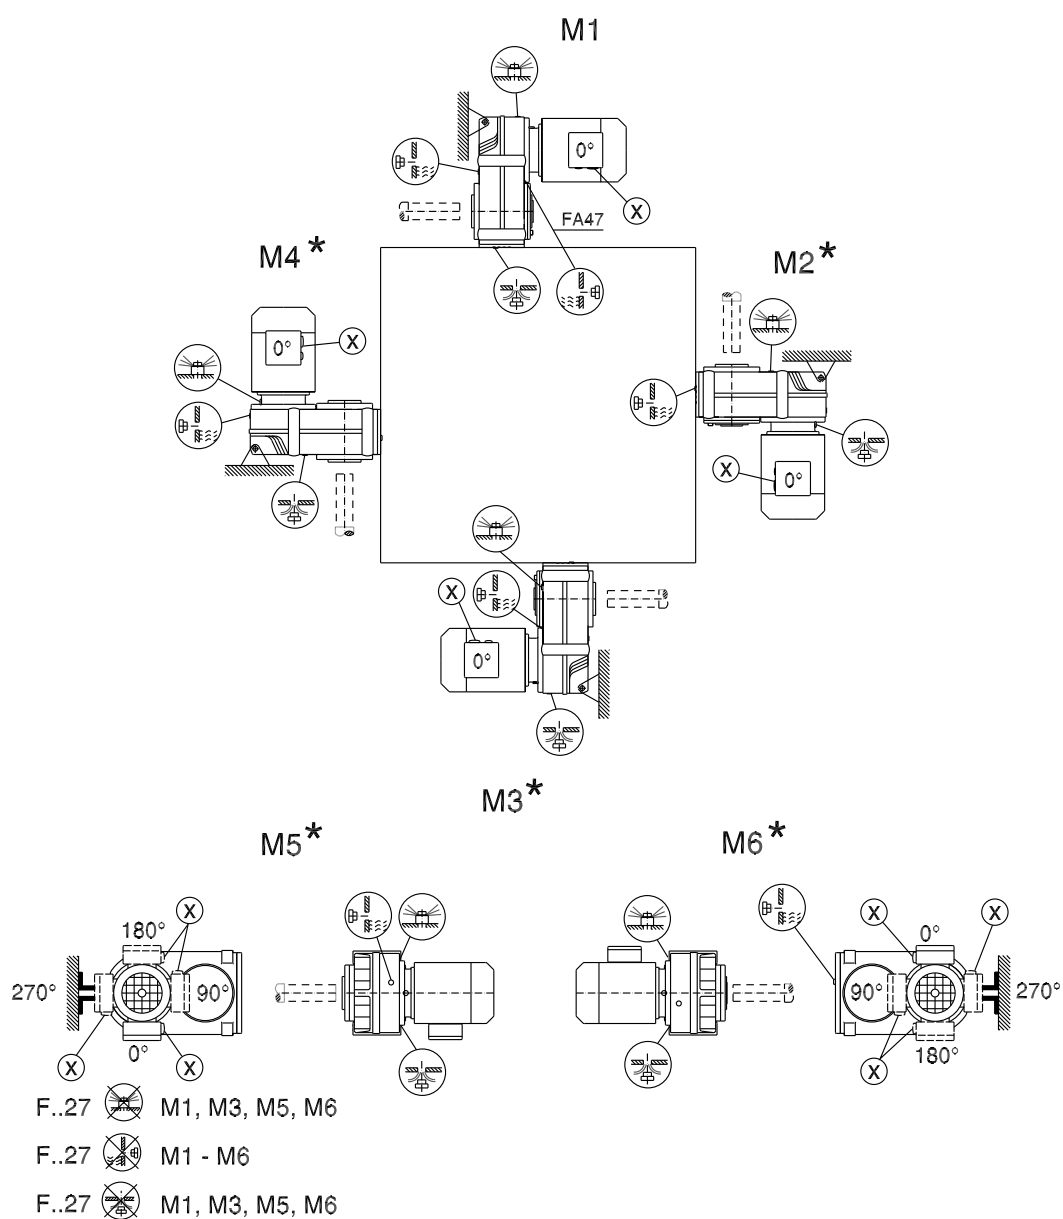 M1
0°
X
FA47
M4*
M2*
0°
X
X
0°
X
0°
M3*
M5*
M6*
X
180°
270°
90°
0°
X
X
X
X
0°
90°
270°
180°
X
F..27 M1, M3, M5, M6
F..27 M1 - M6
F..27 M1, M3, M5, M6